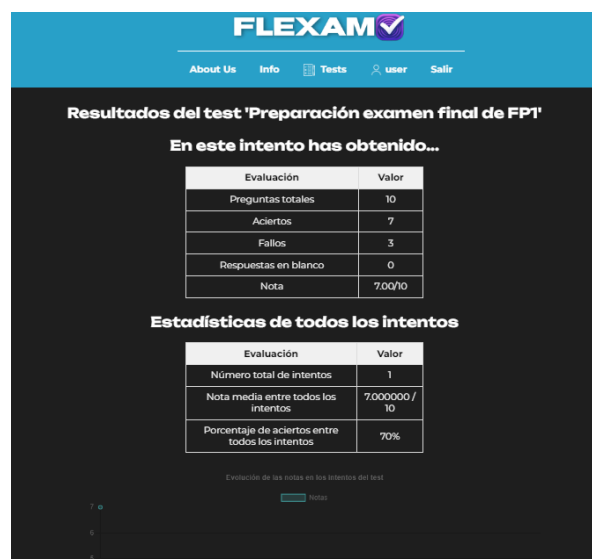 FLEXAM
About Us Info Tests user Salir
Resultados del test 'Preparación examen final de FP1'
En este intento has obtenido...
Evaluación Valor
Preguntas totales 10
Aciertos 7
Fallos 3
Respuestas en blanco 0
Nota 7.00/10
Estadísticas de todos los intentos
Evaluación Valor
Número total de intentos 1
Nota media entre todos los
intentos
7.000000 /
10
Porcentaje de aciertos entre
todos los intentos
70%
Evolución de las notas en los intentos del test
Notas
7
6